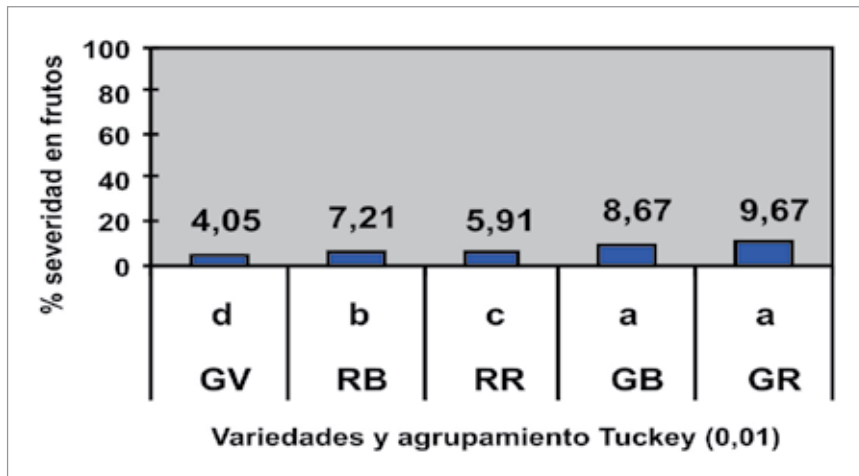 % severidad en frutos
100
80
60
40
20
0
4,05 7,21 5,91 8,67 9,67
d b c a a
GV RB RR GB GR
Variedades y agrupamiento Tuckey (0,01)